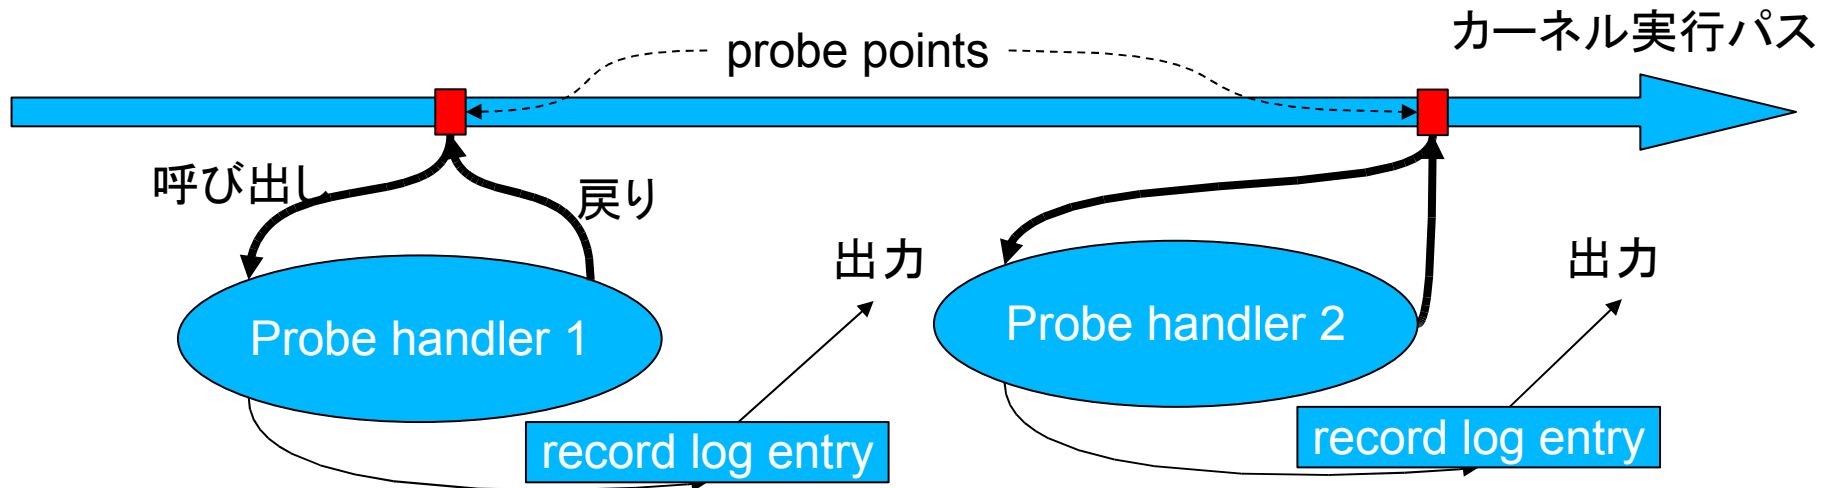 カーネル実行パス
probe points
呼び出し
戻り
出力
出力
Probe handler 1
Probe handler 2
record log entry
record log entry